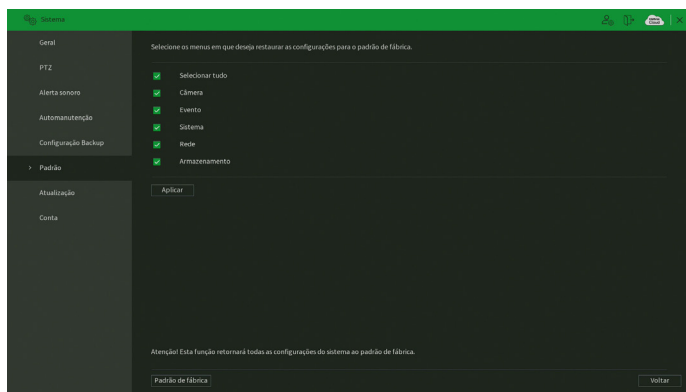 Sistema
Geral
PTZ
Alerta sonoro
Automanutenção
Configuração Backup
Padrão
Atualização
Conta
Selecione os menus em que deseja restaurar as configurações para o padrão de fábrica.
Selecionar tudo
Câmera
Evento
Sistema
Rede
Armazenamento
Aplicar
Atenção! Esta função retornará todas as configurações do sistema ao padrão de fábrica.
Padrão de fábrica
Voltar